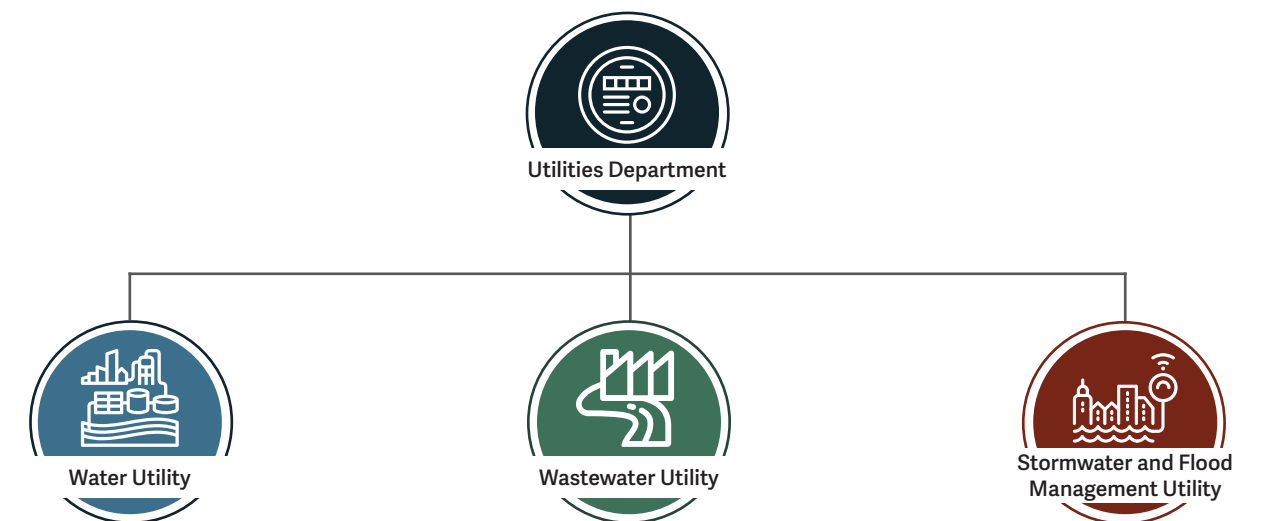 Utilities Department
Water Utility
Wastewater Utility
Stormwater and Flood
Management Utility